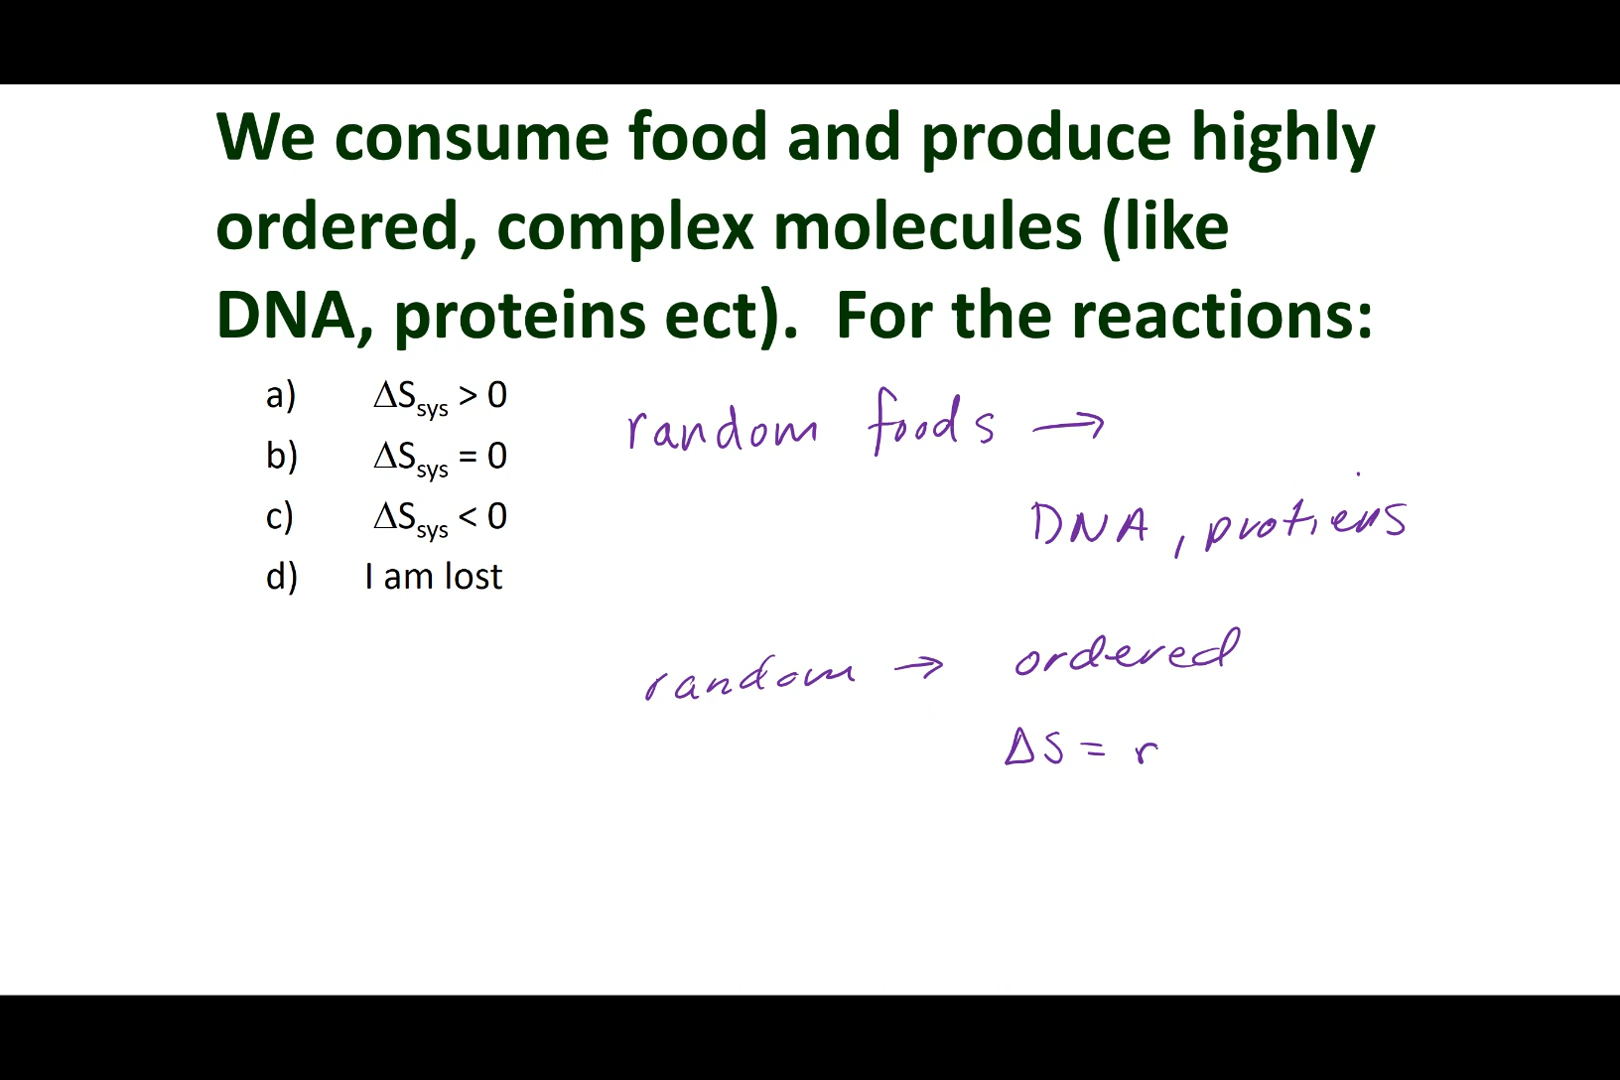 We consume food and produce highly
ordered, complex molecules (like
DNA, proteins ect). For the reactions:
a) ΔSsys > 0
b) ΔSsys = 0
c) ΔSsys < 0
d) I am lost
random foods →
DNA, protiens
random → ordered
ΔS = r